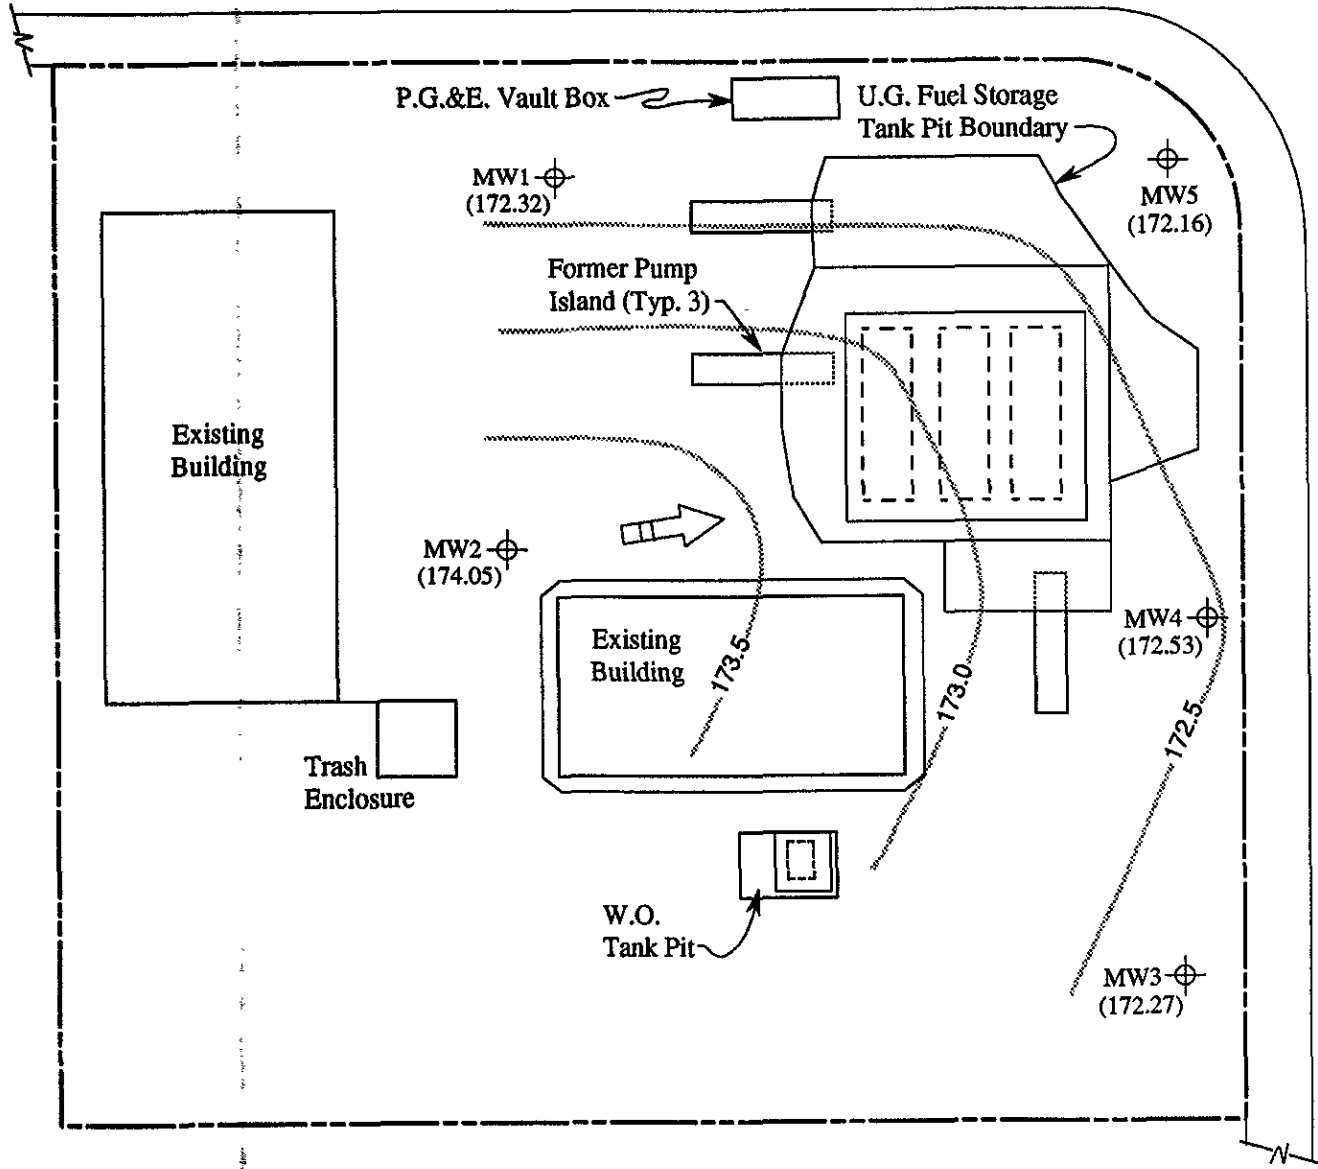 P.G.&E. Vault Box
U.G. Fuel Storage
Tank Pit Boundary
MW1
(172.32)
MW5
(172.16)
Former Pump
Island (Typ. 3)
Existing
Building
MW2
(174.05)
Existing
Building
173.5
173.0
MW4
(172.53)
172.5
Trash
Enclosure
W.O.
Tank Pit
MW3
(172.27)
N
N